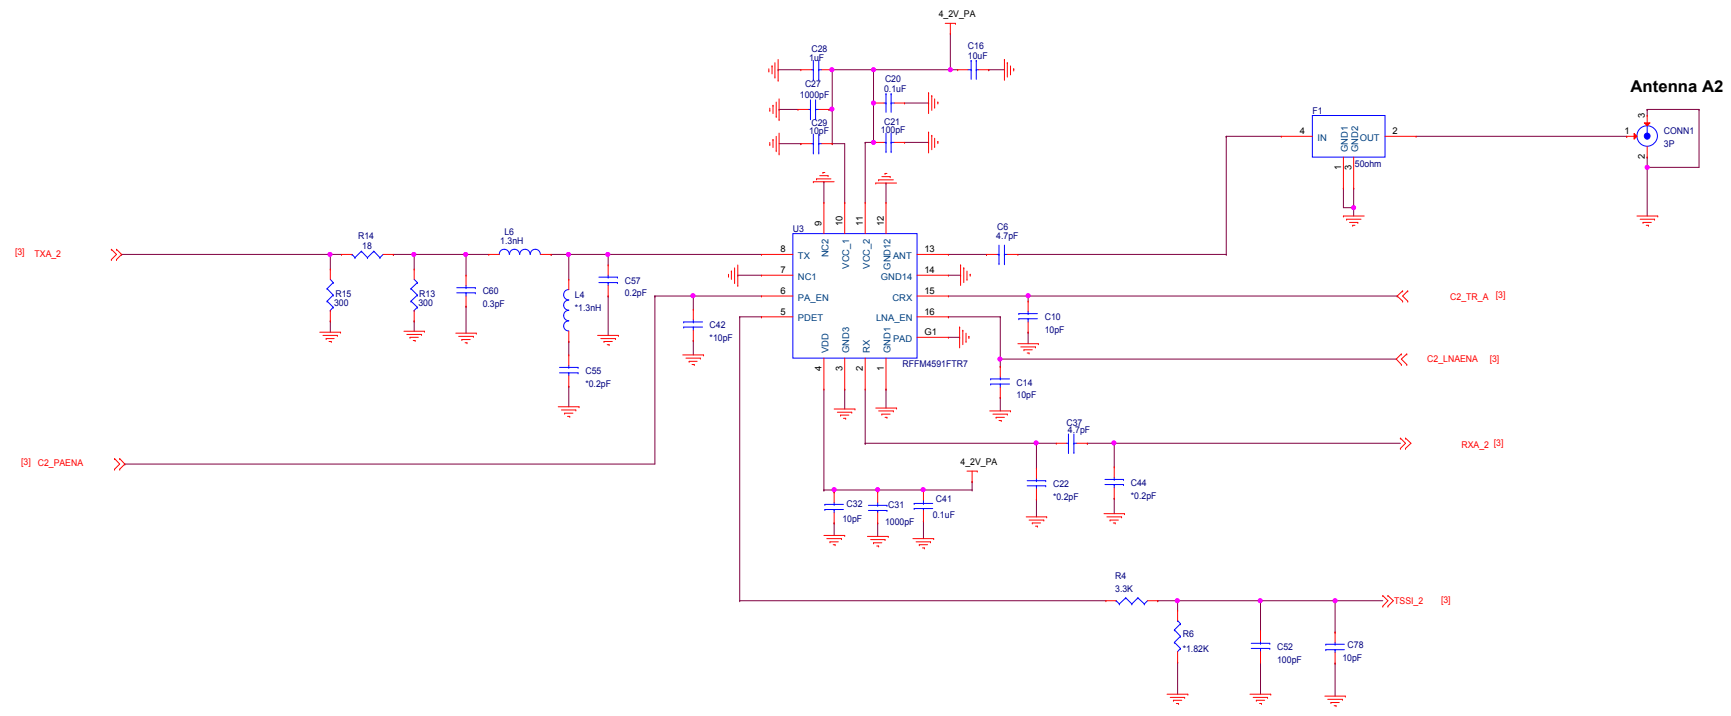 4_2V_PA
C28
1uF
C16
10uF
C27
1000pF
C20
0.1uF
C29
10pF
C21
100pF
Antenna A2
F1
4
IN
GND1
GND2
OUT
2
1
3
50ohm
1
3
2
CONN1
3P
[3] TXA_2
R14
18
L6
1.3nH
R15
300
R13
300
C60
0.3pF
L4
*1.3nH
C57
0.2pF
C55
*0.2pF
C42
*10pF
U3
9
10
11
12
NC2
VCC_1
VCC_2
GND12
8
TX
7
NC1
6
PA_EN
5
PDET
ANT
13
GND14
14
CRX
15
LNA_EN
16
PAD
G1
VDD
GND3
RX
GND1
4
3
2
1
RFFM4591FTR7
C6
4.7pF
C10
10pF
C2_TR_A [3]
C14
10pF
C2_LNAENA [3]
C37
4.7pF
RXA_2 [3]
C22
*0.2pF
C44
*0.2pF
[3] C2_PAENA
4_2V_PA
C32
10pF
C31
1000pF
C41
0.1uF
R4
3.3K
TSSI_2 [3]
R6
*1.82K
C52
100pF
C78
10pF